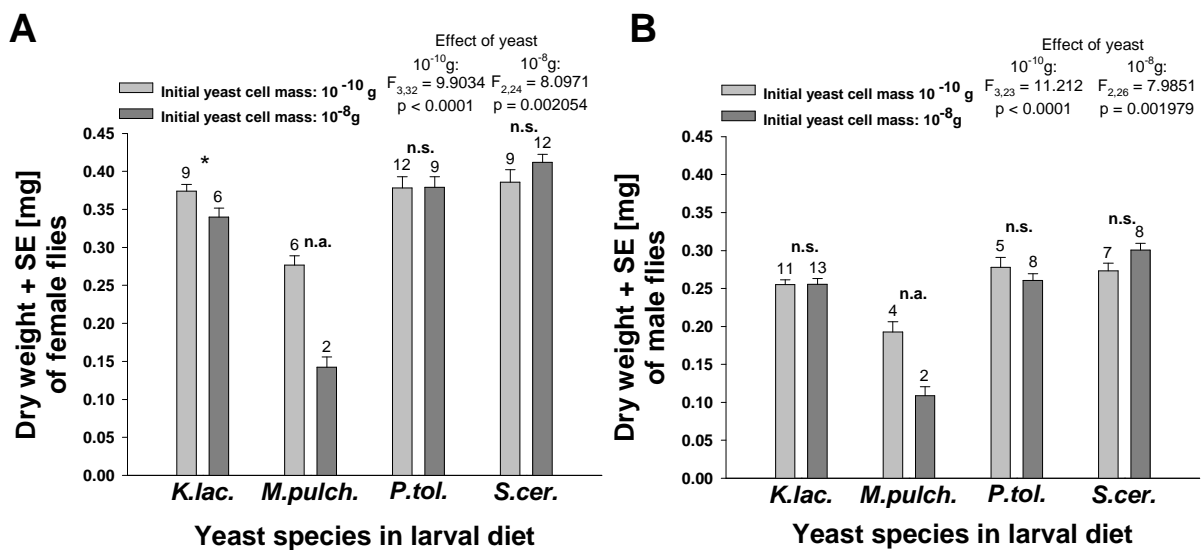 A
Effect of yeast
10⁻¹⁰g: 10⁻⁸g:
F3,32 = 9.9034 F2,24 = 8.0971
p < 0.0001 p = 0.002054
Initial yeast cell mass: 10 ⁻¹⁰ g
Initial yeast cell mass: 10⁻⁸g
Dry weight + SE [mg]
of female flies
0.45
0.40
0.35
0.30
0.25
0.20
0.15
0.10
0.05
0.00
9 * 6
6 n.a. 2
n.s.
12 9
n.s.
9 12
K.lac. M.pulch. P.tol. S.cer.
Yeast species in larval diet
B
Effect of yeast
10⁻¹⁰g: 10⁻⁸g:
F3,23 = 11.212 F2,26 = 7.9851
p < 0.0001 p = 0.001979
Initial yeast cell mass 10 ⁻¹⁰ g
Initial yeast cell mass: 10⁻⁸g
Dry weight + SE [mg]
of male flies
0.45
0.40
0.35
0.30
0.25
0.20
0.15
0.10
0.05
0.00
n.s.
11 13
4 n.a. 2
n.s.
5 8
n.s.
7 8
K.lac. M.pulch. P.tol. S.cer.
Yeast species in larval diet